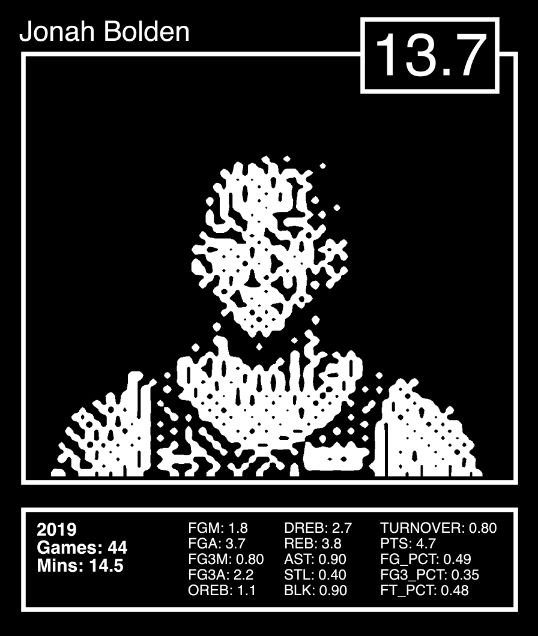 Jonah Bolden
13.7
2019
Games: 44
Mins: 14.5
FGM: 1.8
FGA: 3.7
FG3M: 0.80
FG3A: 2.2
OREB: 1.1
DREB: 2.7
REB: 3.8
AST: 0.90
STL: 0.40
BLK: 0.90
TURNOVER: 0.80
PTS: 4.7
FG_PCT: 0.49
FG3_PCT: 0.35
FT_PCT: 0.48